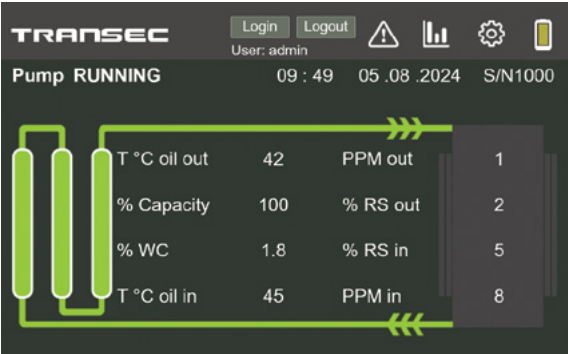 TRANSEC Login Logout
User: admin
Pump RUNNING 09 : 49 05 .08 .2024 S/N1000
T °C oil out 42 PPM out 1
% Capacity 100 % RS out 2
% WC 1.8 % RS in 5
T °C oil in 45 PPM in 8